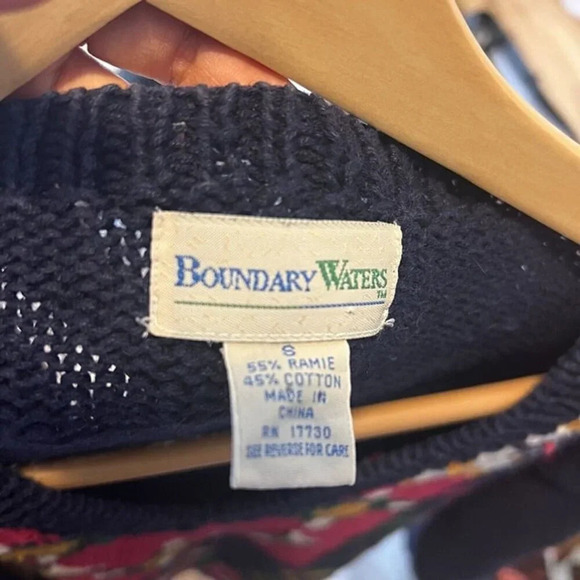 BOUNDARY WATERS
TM
S
55% RAMIE
45% COTTON
MADE IN
CHINA
RN 17730
SEE REVERSE FOR CARE